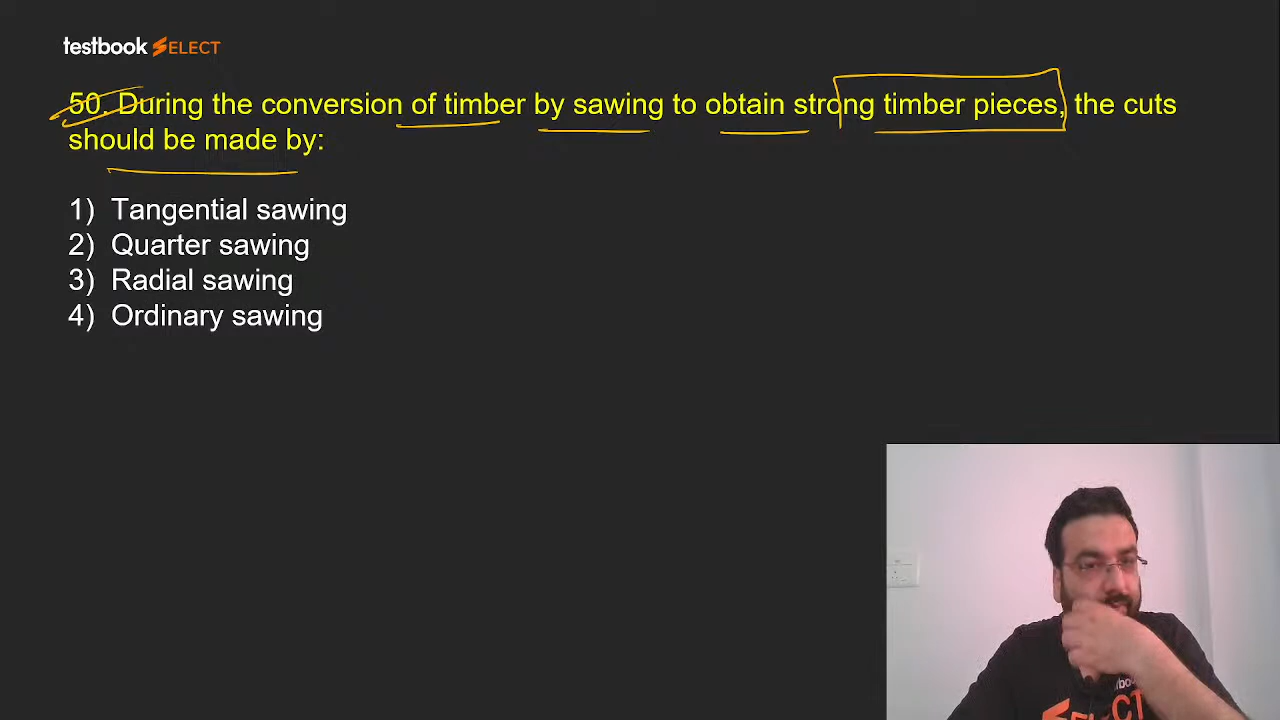 testbook SELECT
50. During the conversion of timber by sawing to obtain strong timber pieces, the cuts
should be made by:
1) Tangential sawing
2) Quarter sawing
3) Radial sawing
4) Ordinary sawing
SELECT